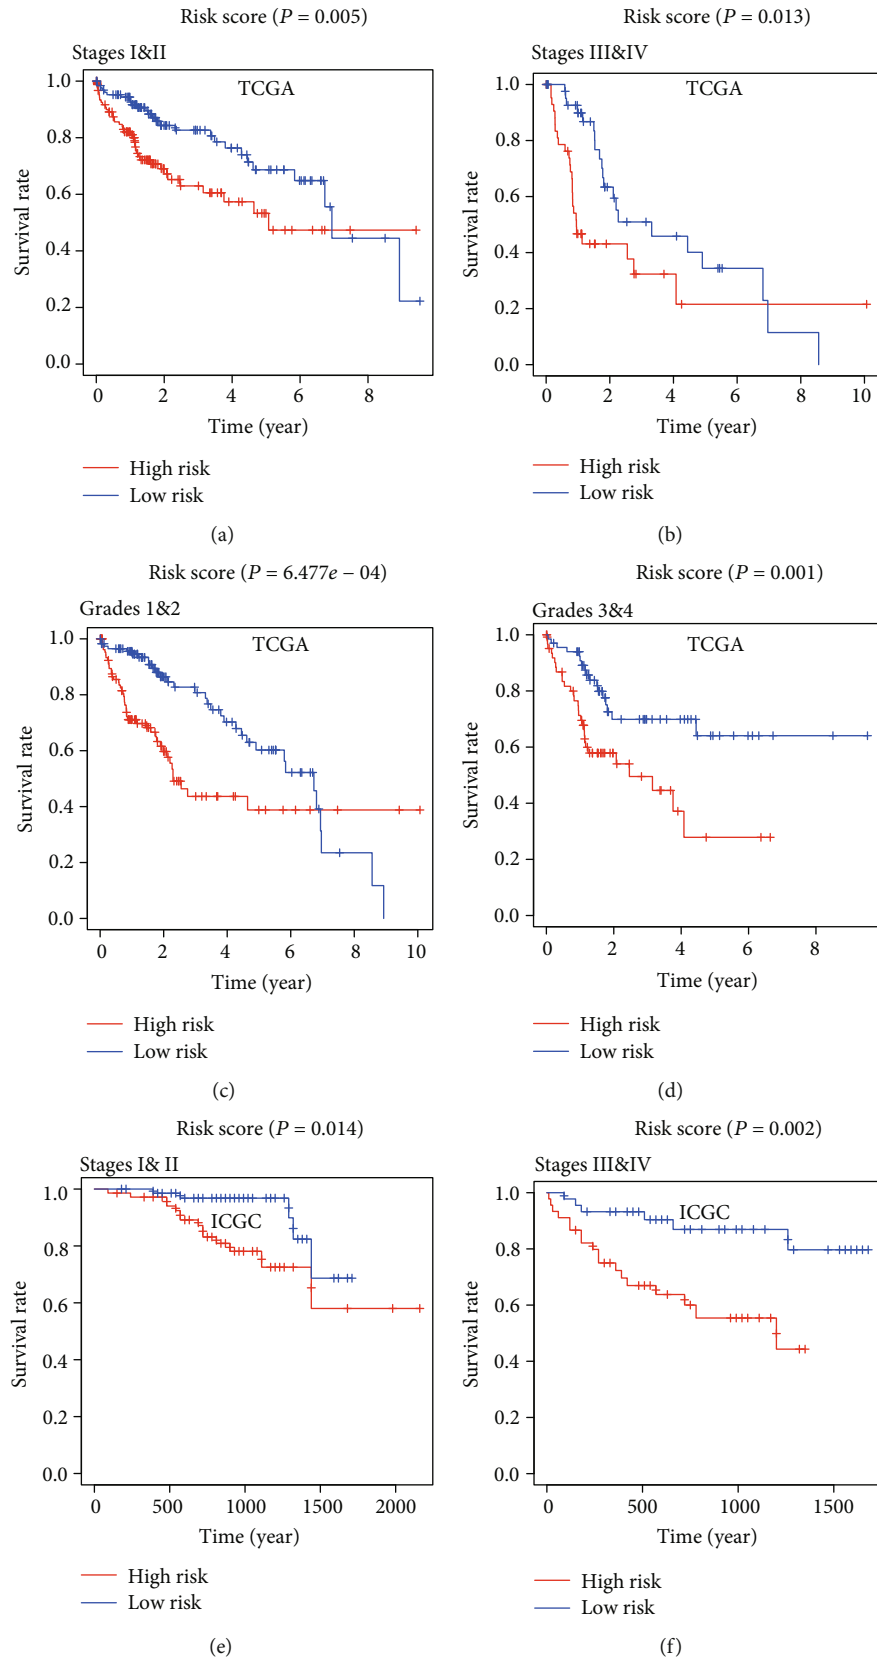 Risk score (P = 0.005)
Stages I&II
TCGA
Survival rate
1.0
0.8
0.6
0.4
0.2
0.0
0 2 4 6 8
Time (year)
High risk
Low risk
(a)
Risk score (P = 0.013)
Stages III&IV
TCGA
Survival rate
1.0
0.8
0.6
0.4
0.2
0.0
0 2 4 6 8 10
Time (year)
High risk
Low risk
(b)
Risk score (P = 6.477e − 04)
Grades 1&2
TCGA
Survival rate
1.0
0.8
0.6
0.4
0.2
0.0
0 2 4 6 8 10
Time (year)
High risk
Low risk
(c)
Risk score (P = 0.001)
Grades 3&4
TCGA
Survival rate
1.0
0.8
0.6
0.4
0.2
0.0
0 2 4 6 8
Time (year)
High risk
Low risk
(d)
Risk score (P = 0.014)
Stages I& II
ICGC
Survival rate
1.0
0.8
0.6
0.4
0.2
0.0
0 500 1000 1500 2000
Time (year)
High risk
Low risk
(e)
Risk score (P = 0.002)
Stages III&IV
ICGC
Survival rate
1.0
0.8
0.6
0.4
0.2
0.0
0 500 1000 1500
Time (year)
High risk
Low risk
(f)